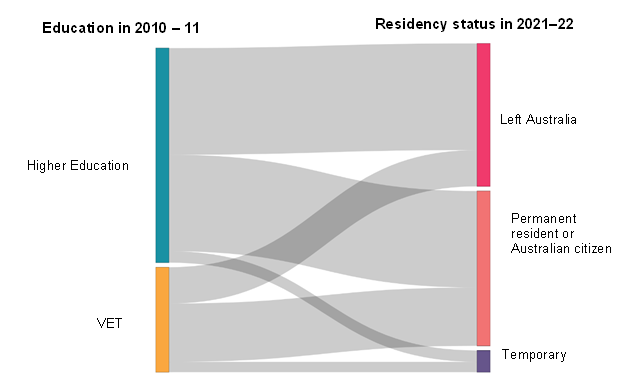 Education in 2010 – 11
Residency status in 2021–22
Higher Education
VET
Left Australia
Permanent
resident or
Australian citizen
Temporary